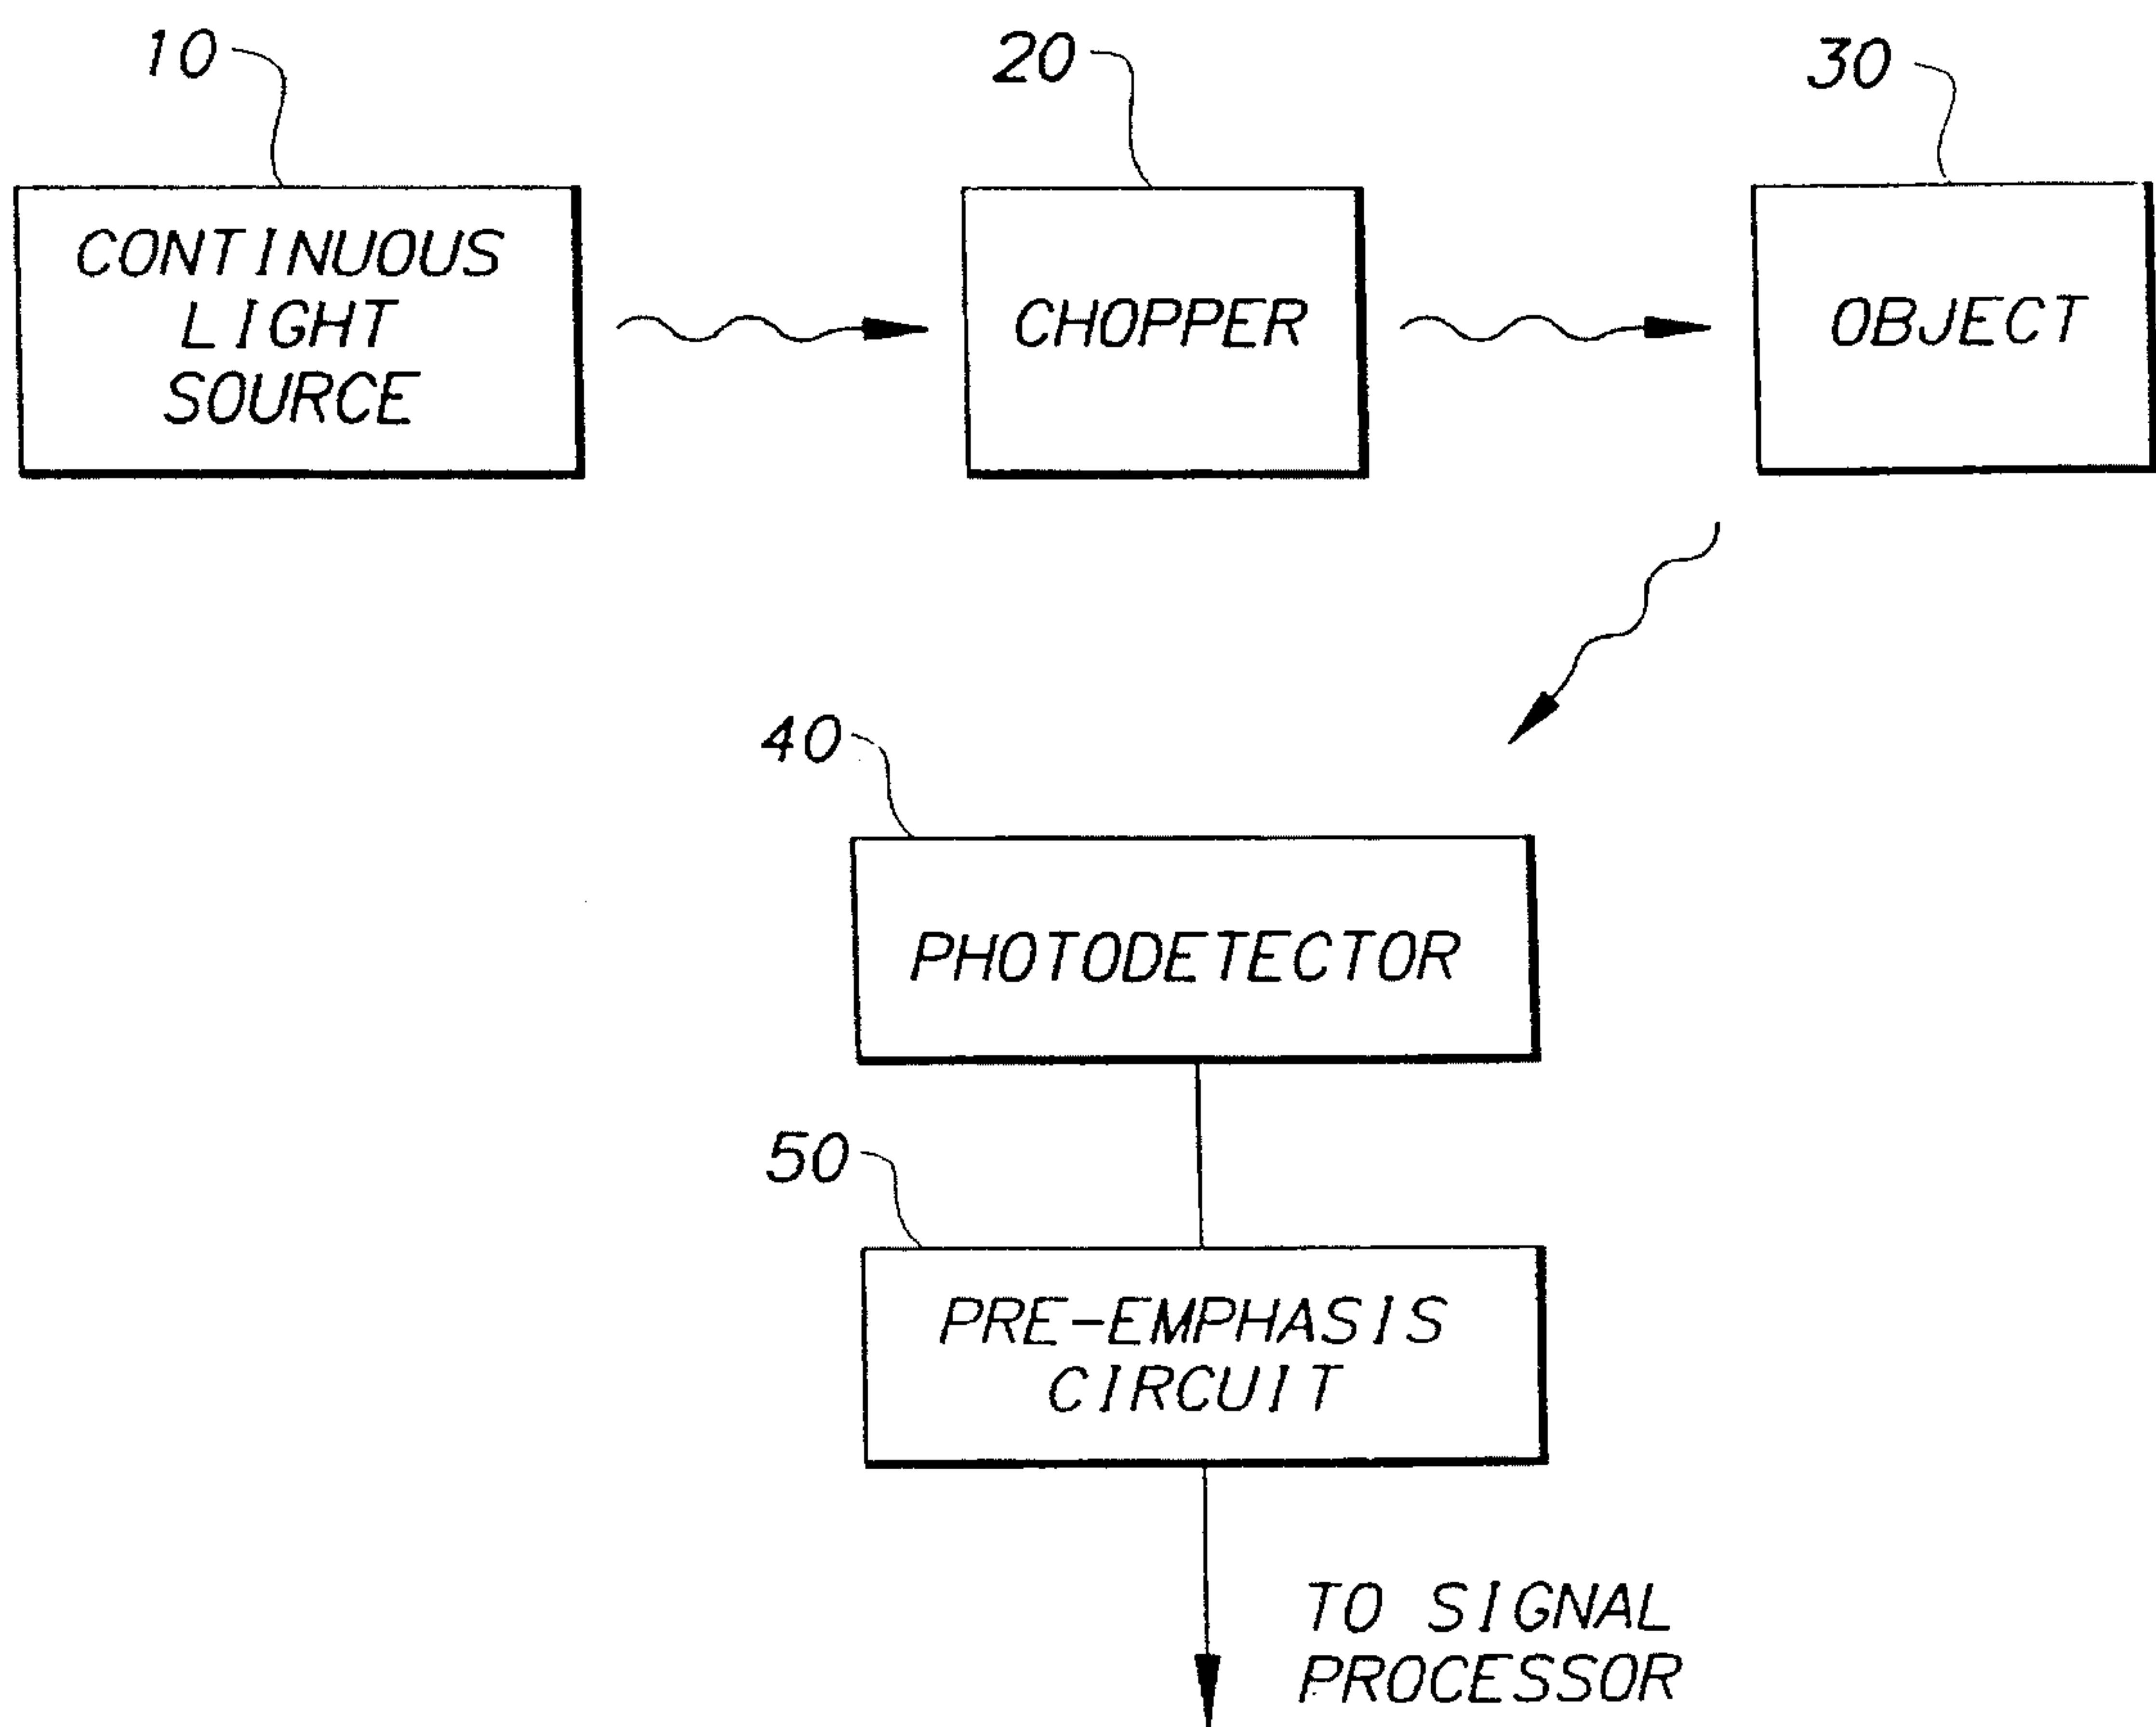 10
20
30
CONTINUOUS
LIGHT
SOURCE
CHOPPER
OBJECT
40
PHOTODETECTOR
50
PRE-EMPHASIS
CIRCUIT
TO SIGNAL
PROCESSOR